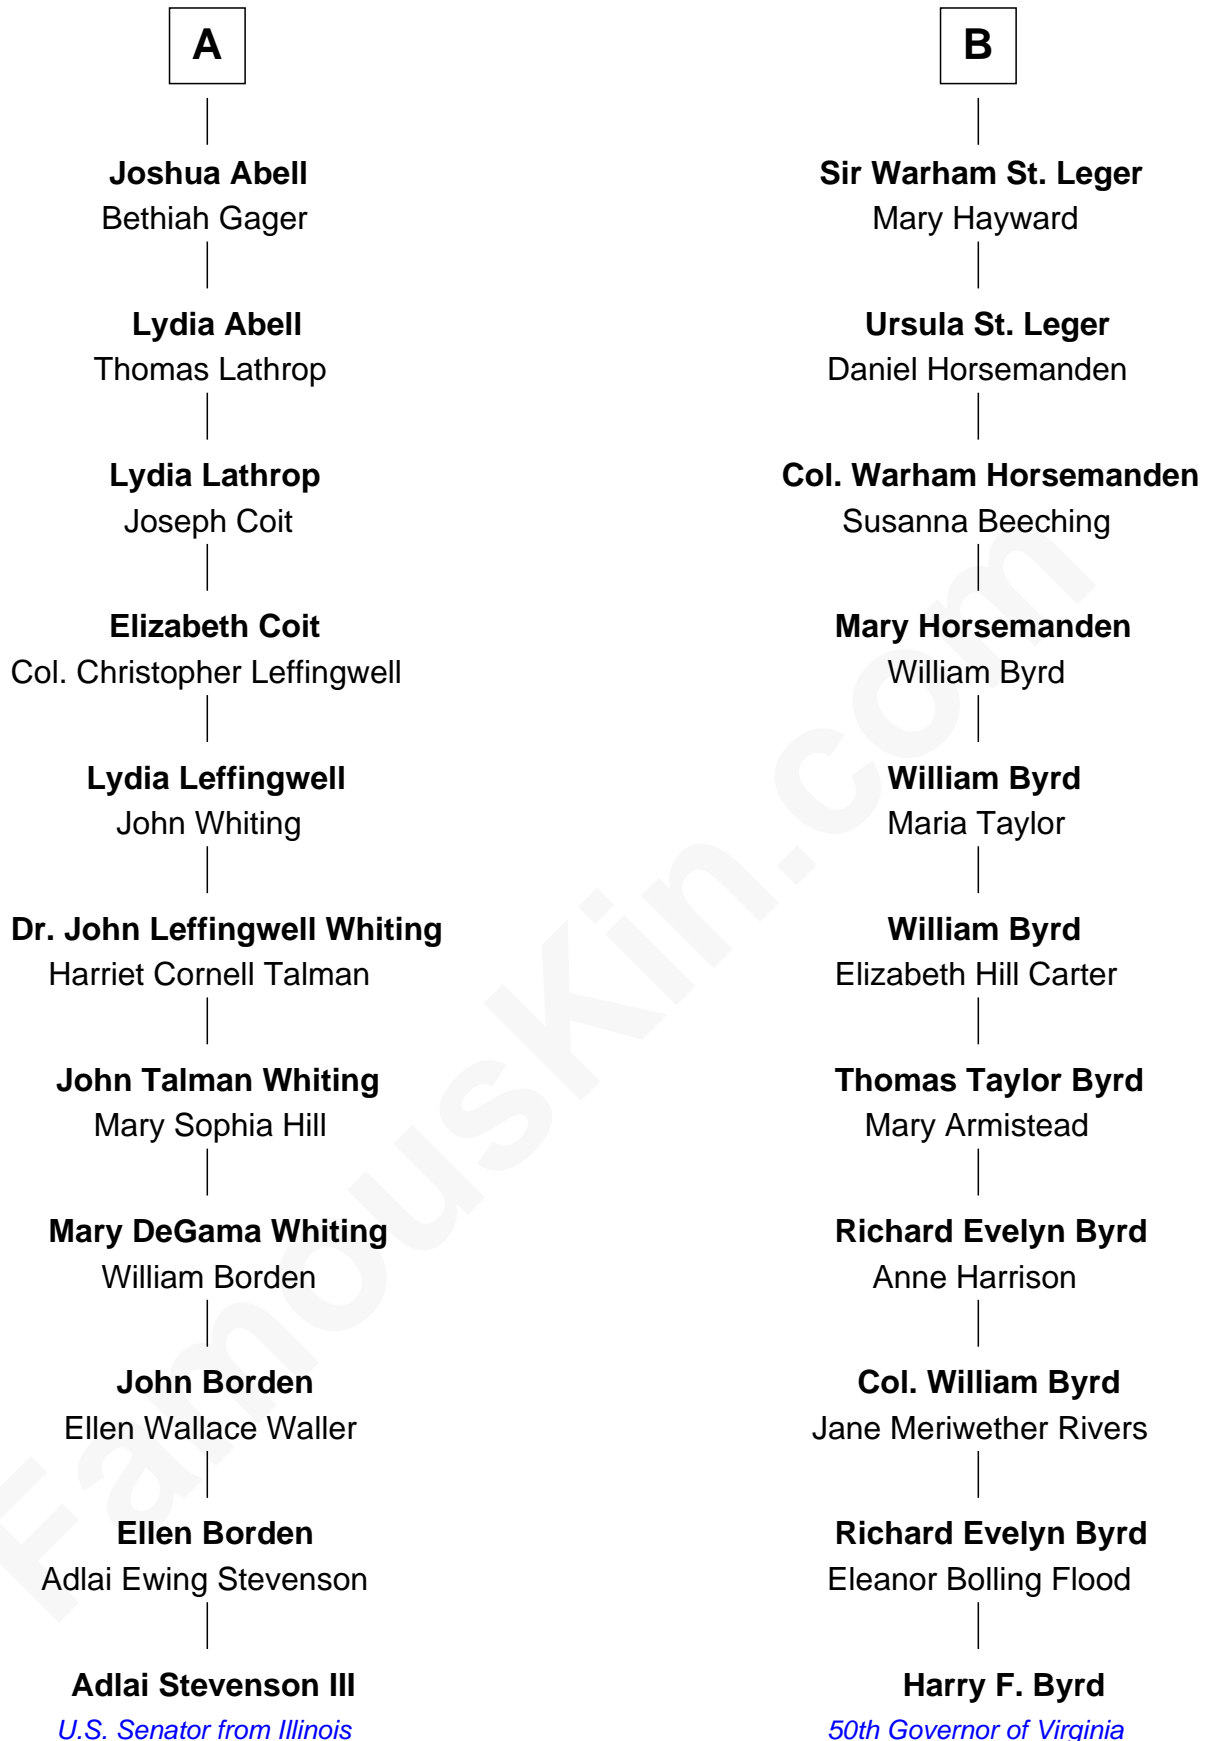 A
Joshua Abell
Bethiah Gager
Lydia Abell
Thomas Lathrop
Lydia Lathrop
Joseph Coit
Elizabeth Coit
Col. Christopher Leffingwell
Lydia Leffingwell
John Whiting
Dr. John Leffingwell Whiting
Harriet Cornell Talman
John Talman Whiting
Mary Sophia Hill
Mary DeGama Whiting
William Borden
John Borden
Ellen Wallace Waller
Ellen Borden
Adlai Ewing Stevenson
Adlai Stevenson III
U.S. Senator from Illinois
B
Sir Warham St. Leger
Mary Hayward
Ursula St. Leger
Daniel Horsemanden
Col. Warham Horsemanden
Susanna Beeching
Mary Horsemanden
William Byrd
William Byrd
Maria Taylor
William Byrd
Elizabeth Hill Carter
Thomas Taylor Byrd
Mary Armistead
Richard Evelyn Byrd
Anne Harrison
Col. William Byrd
Jane Meriwether Rivers
Richard Evelyn Byrd
Eleanor Bolling Flood
Harry F. Byrd
50th Governor of Virginia
FamousKin.com